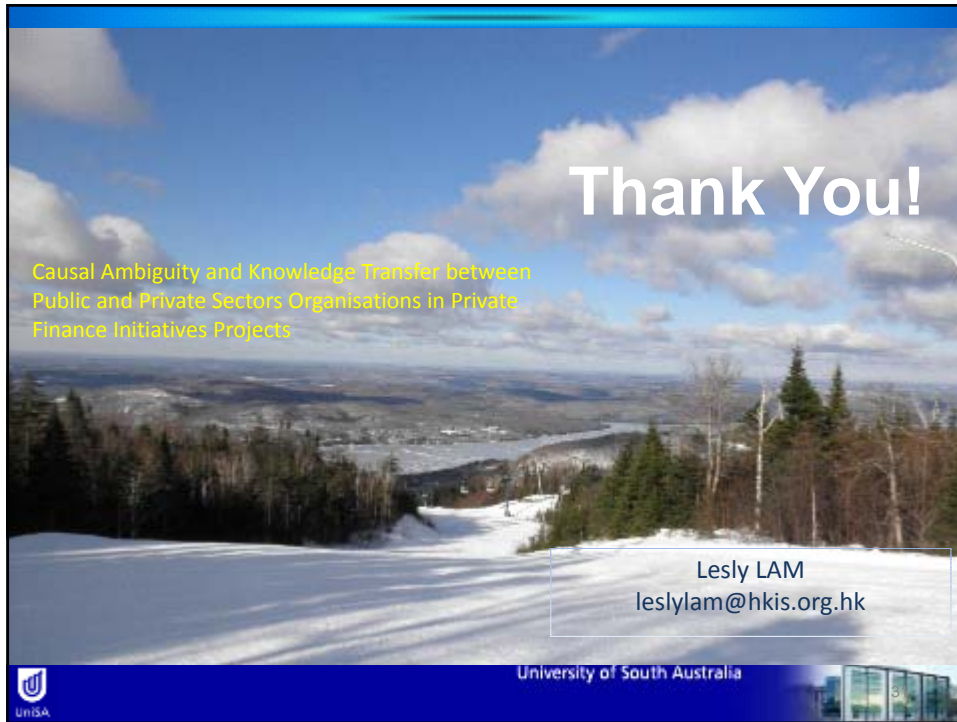 Thank You!
Causal Ambiguity and Knowledge Transfer between
Public and Private Sectors Organisations in Private
Finance Initiatives Projects
Lesly LAM
leslylam@hkis.org.hk
University of South Australia
UniSA